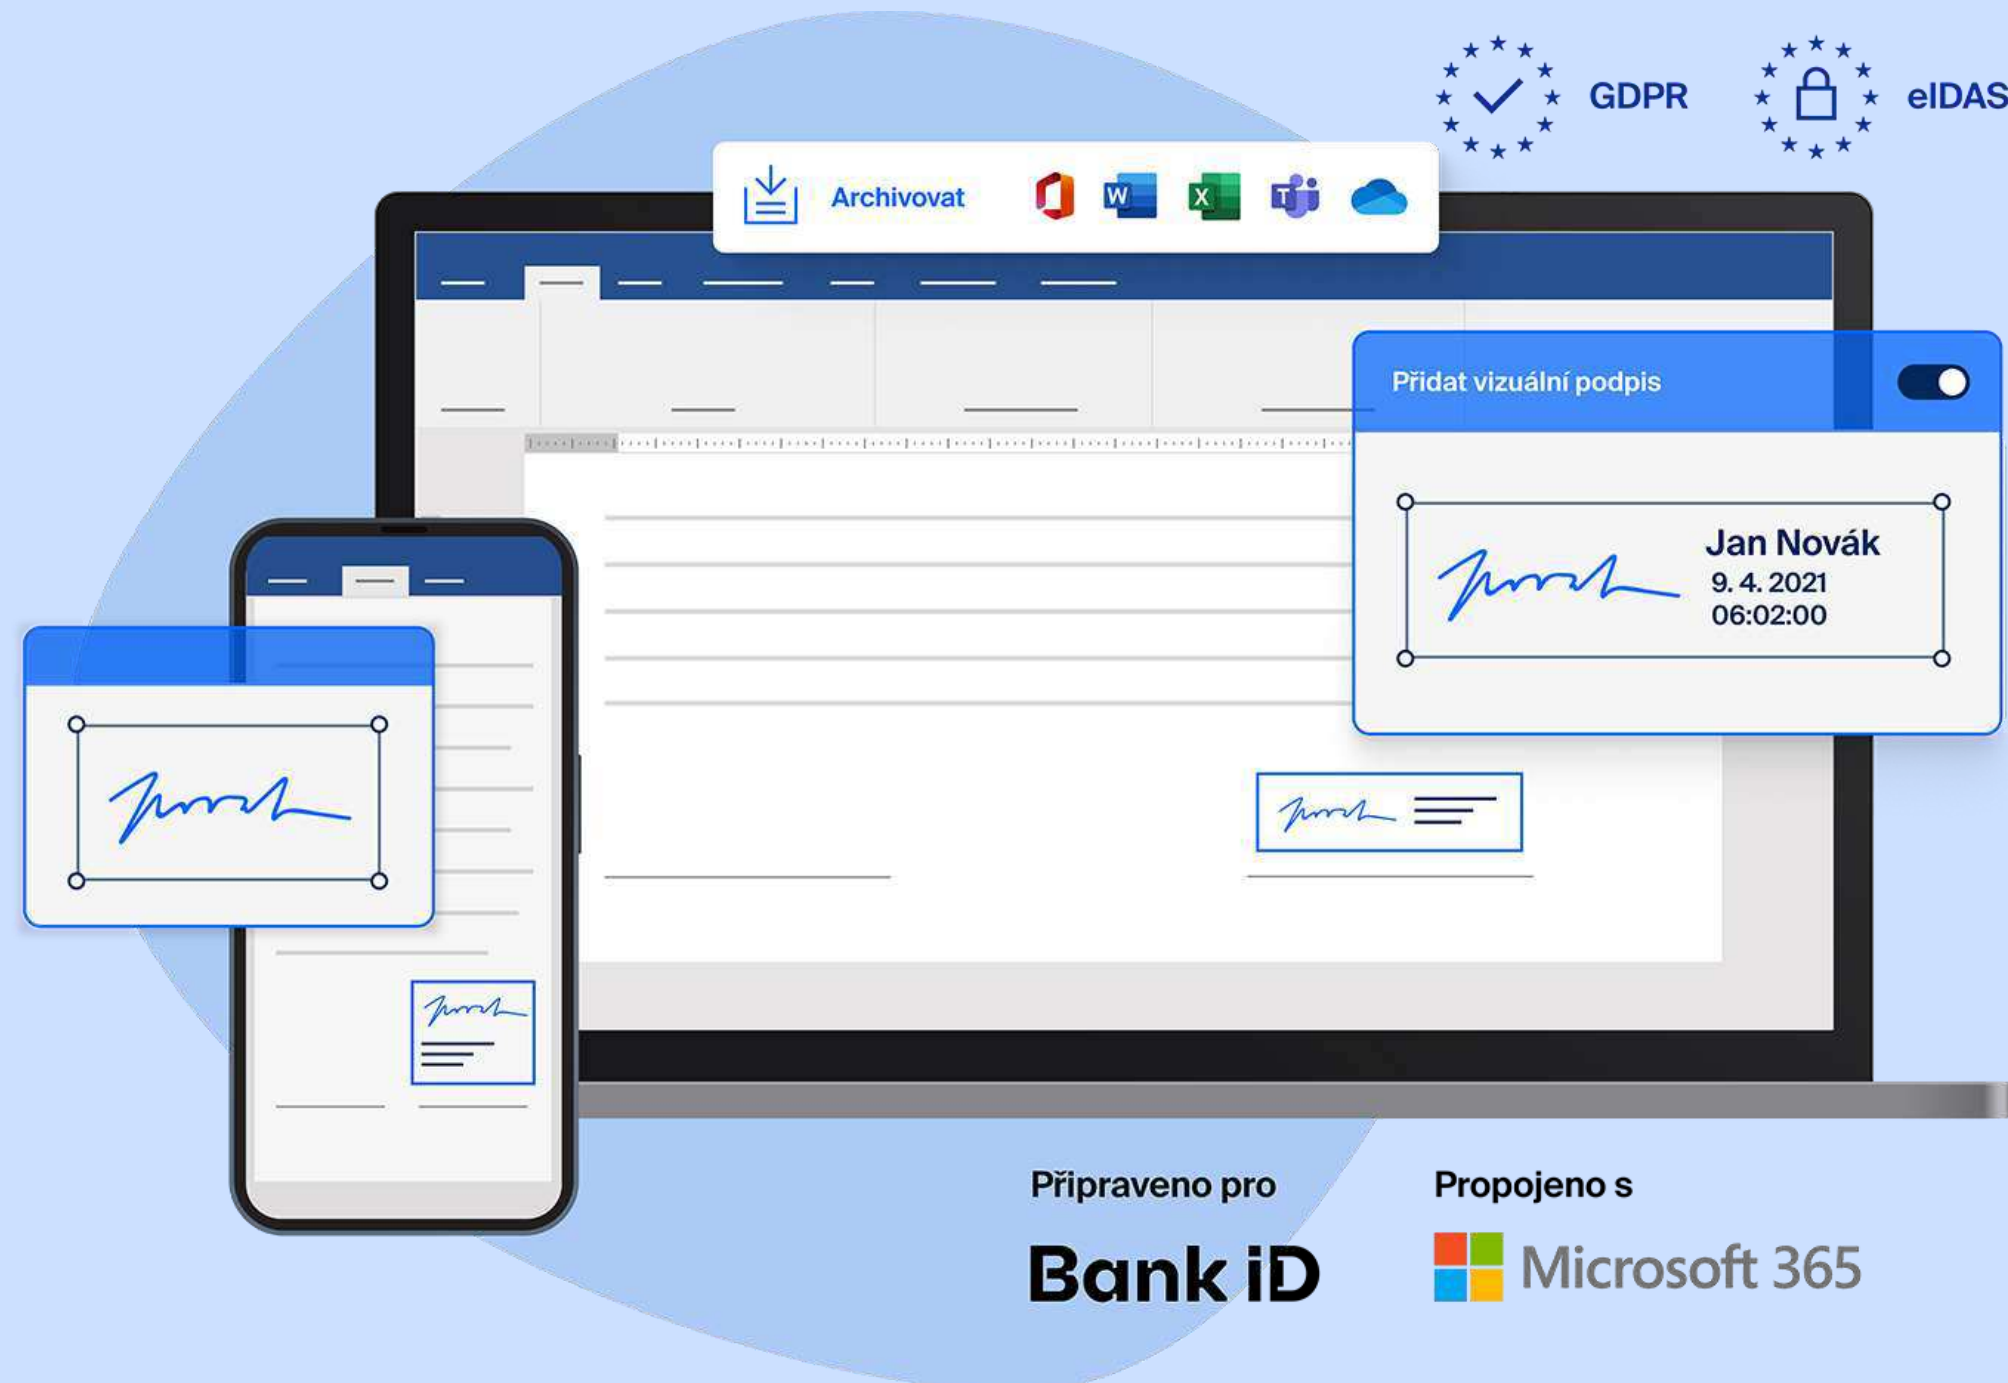 GDPR
eIDAS
Archivovat
Přidat vizuální podpis
Jan Novák
9. 4. 2021
06:02:00
Připraveno pro
Bank iD
Propojeno s
Microsoft 365